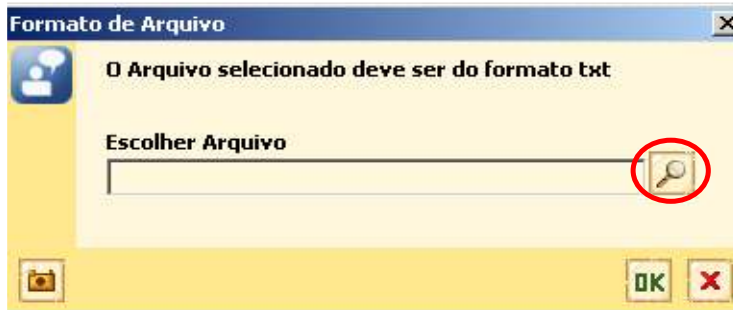 Formato de Arquivo
O Arquivo selecionado deve ser do formato txt
Escolher Arquivo
OK